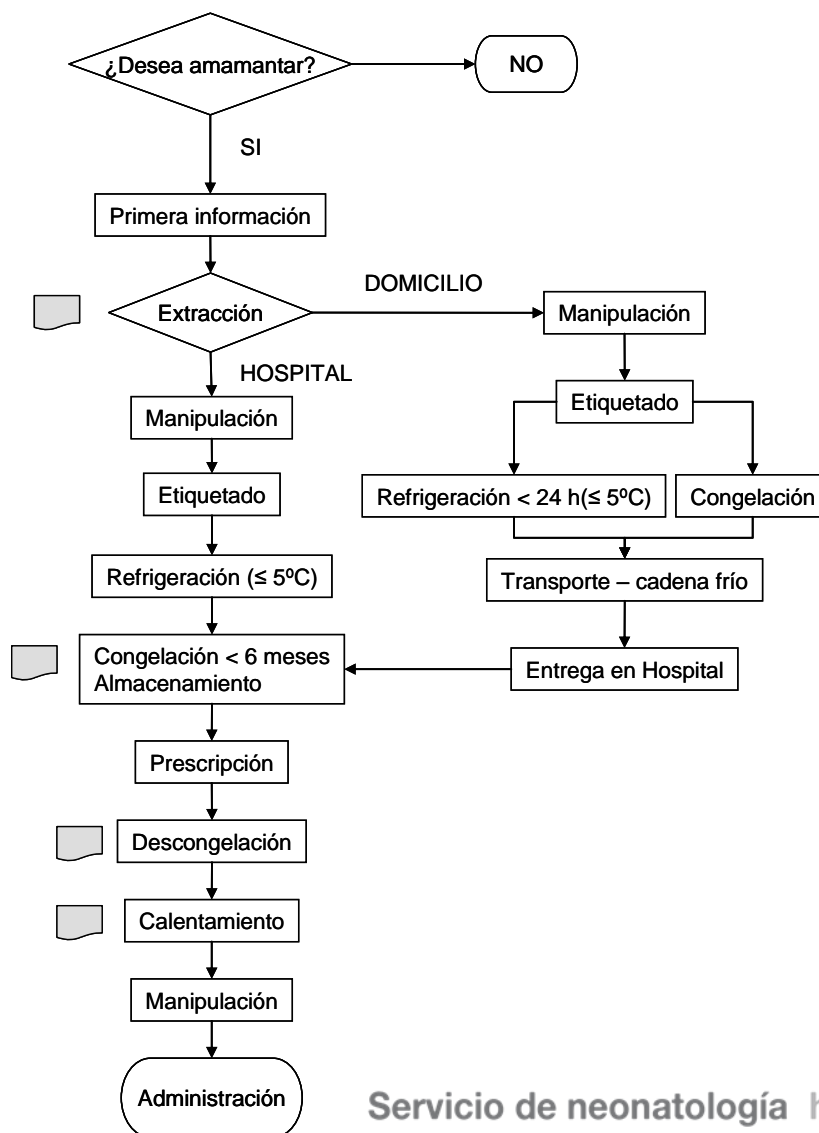 ¿Desea amamantar?
NO
SI
Primera información
Extracción
DOMICILIO
Manipulación
HOSPITAL
Manipulación
Etiquetado
Etiquetado
Refrigeración < 24 h(≤ 5ºC)
Congelación
Refrigeración (≤ 5ºC)
Transporte – cadena frío
Congelación < 6 meses
Almacenamiento
Entrega en Hospital
Prescripción
Descongelación
Calentamiento
Manipulación
Administración
Servicio de neonatología